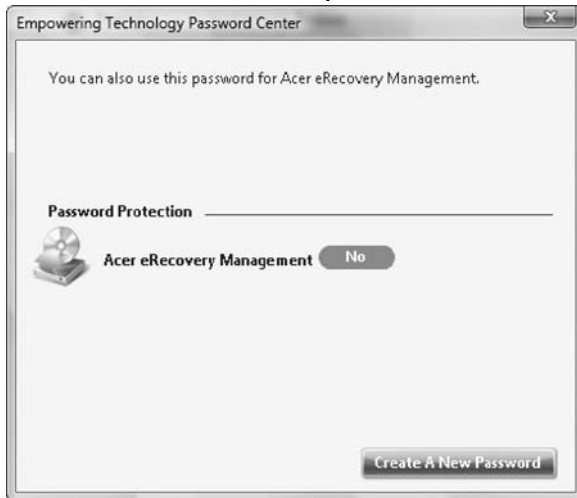 Empowering Technology Password Center
You can also use this password for Acer eRecovery Management.
Password Protection
Acer eRecovery Management No
Create A New Password